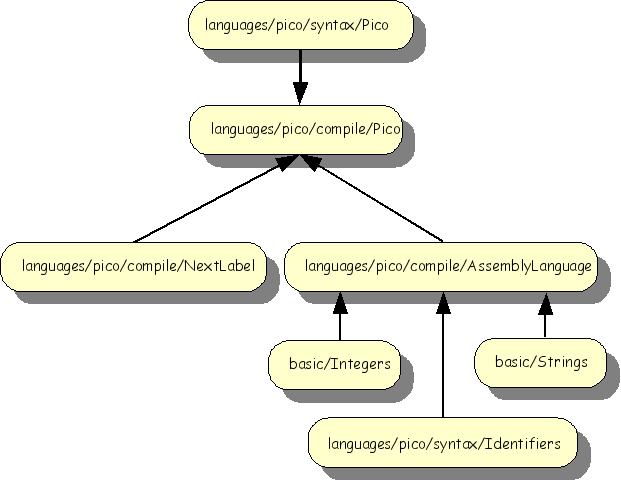 languages/pico/syntax/Pico
languages/pico/compile/Pico
languages/pico/compile/NextLabel
languages/pico/compile/AssemblyLanguage
basic/Integers
basic/Strings
languages/pico/syntax/Identifiers